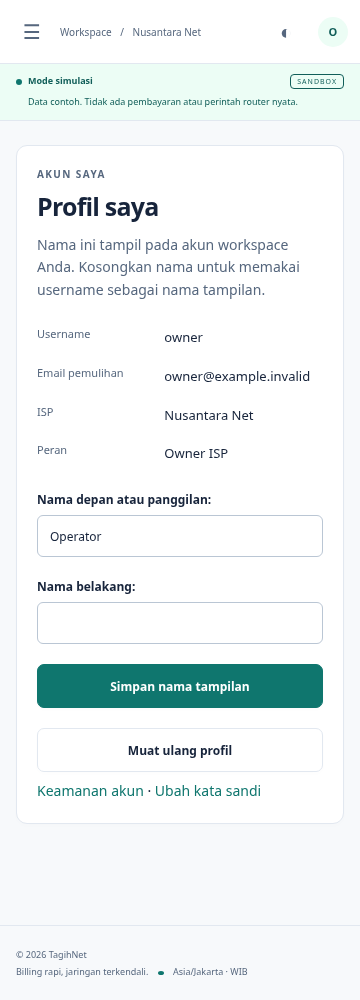 Workspace / Nusantara Net
O
Mode simulasi
SANDBOX
Data contoh. Tidak ada pembayaran atau perintah router nyata.
AKUN SAYA
Profil saya
Nama ini tampil pada akun workspace
Anda. Kosongkan nama untuk memakai
username sebagai nama tampilan.
Username owner
Email pemulihan owner@example.invalid
ISP Nusantara Net
Peran Owner ISP
Nama depan atau panggilan:
Operator
Nama belakang:
Simpan nama tampilan
Muat ulang profil
Keamanan akun · Ubah kata sandi
© 2026 TagihNet
Billing rapi, jaringan terkendali. Asia/Jakarta · WIB